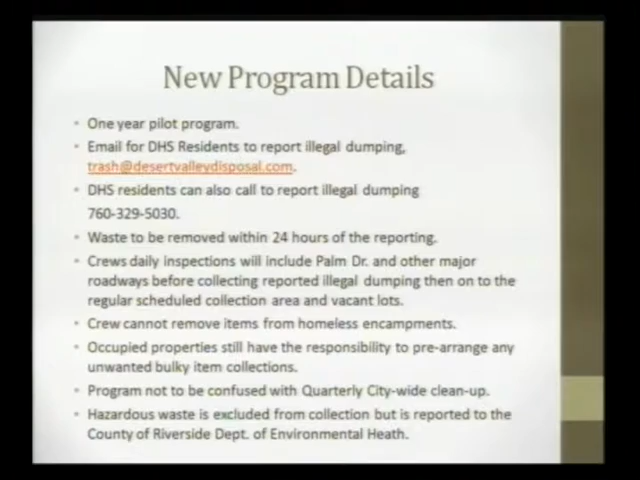 New Program Details
• One year pilot program.
• Email for DHS Residents to report illegal dumping,
trash@desertvalleydisposal.com.
• DHS residents can also call to report illegal dumping
760-329-5030.
• Waste to be removed within 24 hours of the reporting.
• Crews daily inspections will include Palm Dr. and other major
roadways before collecting reported illegal dumping then on to the
regular scheduled collection area and vacant lots.
• Crew cannot remove items from homeless encampments.
• Occupied properties still have the responsibility to pre-arrange any
unwanted bulky item collections.
• Program not to be confused with Quarterly City-wide clean-up.
• Hazardous waste is excluded from collection but is reported to the
County of Riverside Dept. of Environmental Heath.